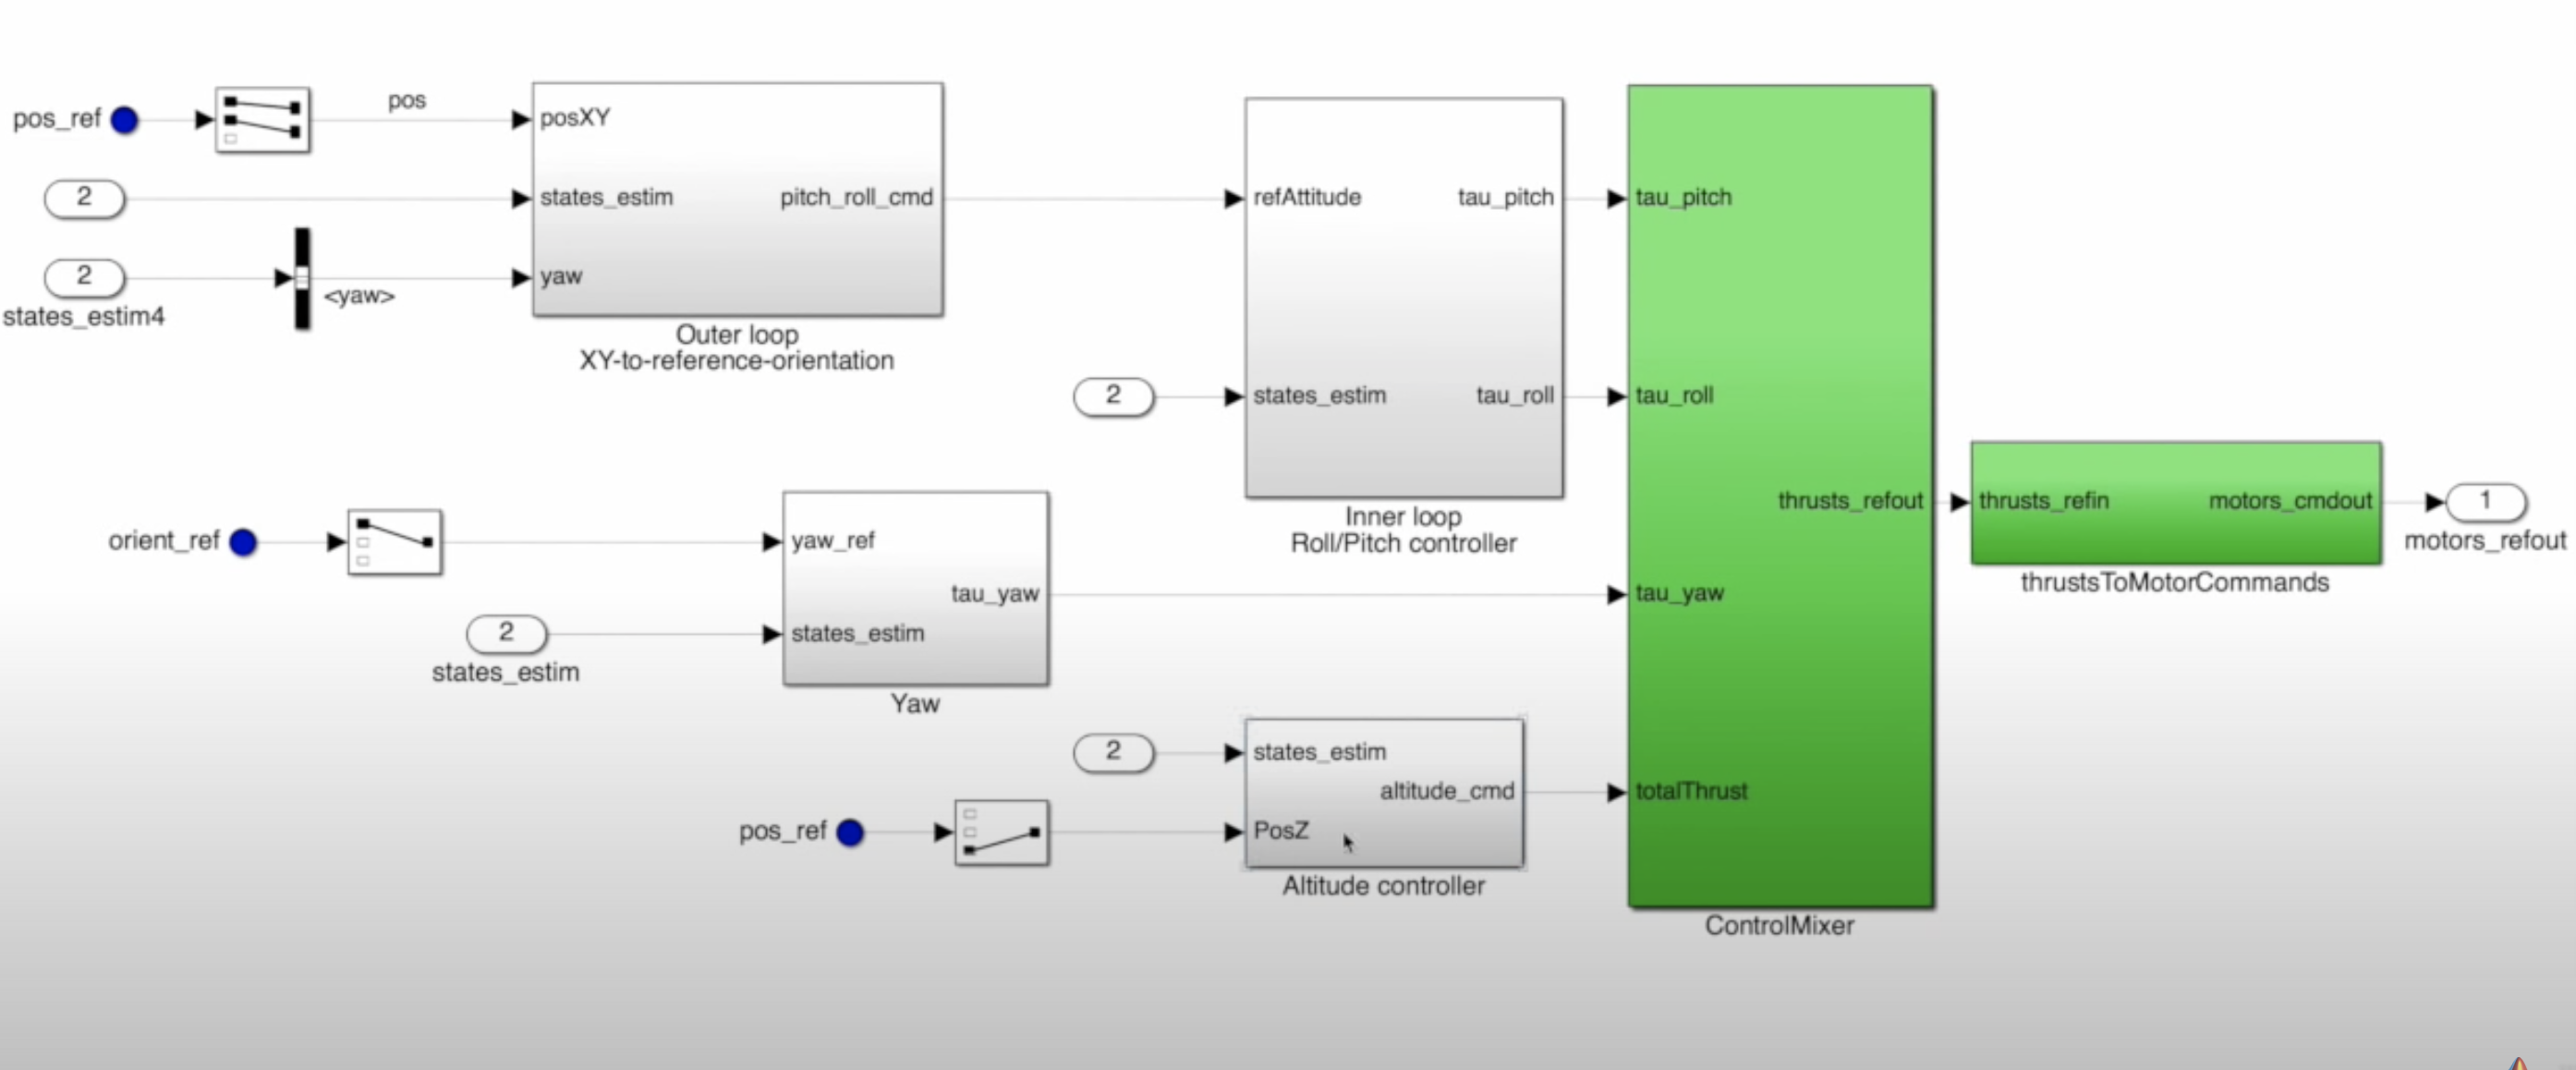 pos_ref
pos
posXY
2
states_estim
pitch_roll_cmd
2
states_estim4
<yaw>
yaw
Outer loop
XY-to-reference-orientation
refAttitude
tau_pitch
2
states_estim
tau_roll
Inner loop
Roll/Pitch controller
orient_ref
yaw_ref
tau_yaw
2
states_estim
states_estim
Yaw
2
states_estim
altitude_cmd
pos_ref
PosZ
Altitude controller
tau_pitch
tau_roll
thrusts_refout
tau_yaw
totalThrust
ControlMixer
thrusts_refin
motors_cmdout
thrustsToMotorCommands
1
motors_refout